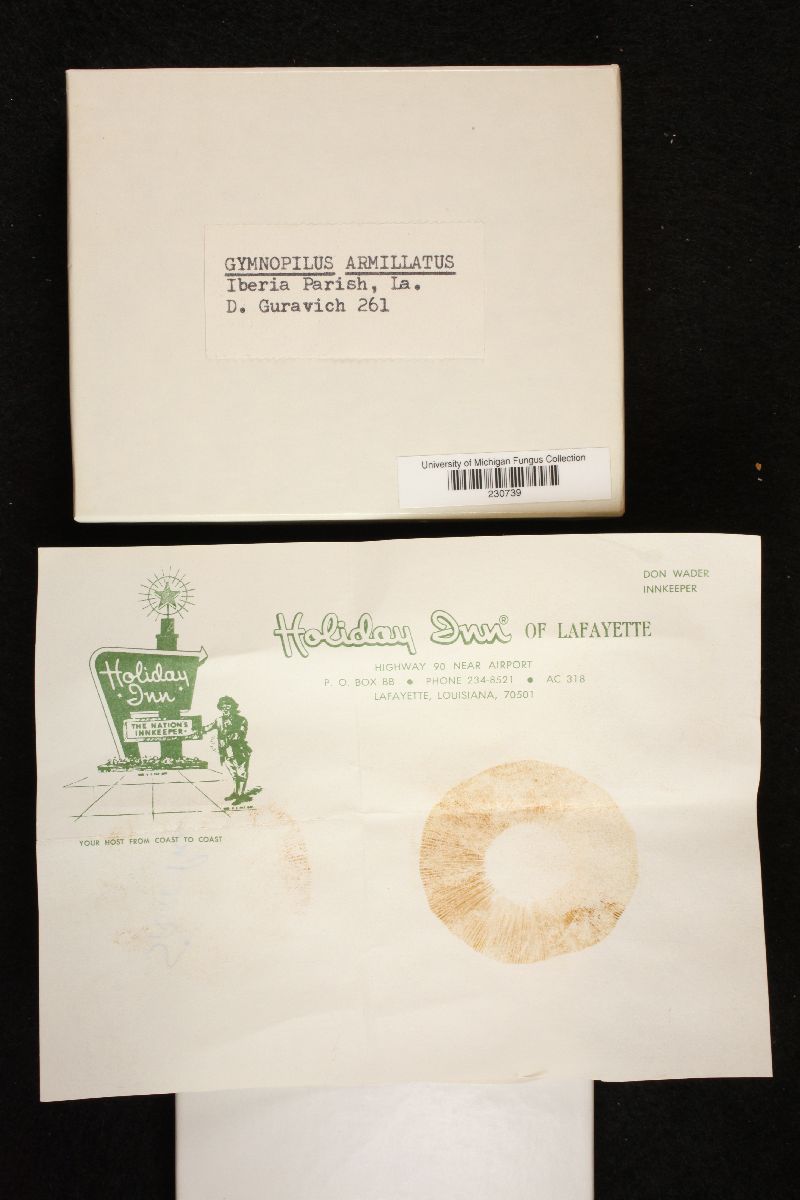 GYMNOPILUS ARMILLATUS
Iberia Parish, La.
D. Guravich 261
University of Michigan Fungus Collection
230739
DON WADER
INNKEEPER
Holiday Inn® OF LAFAYETTE
HIGHWAY 90 NEAR AIRPORT
P. O. BOX BB ● PHONE 234-8521 ● AC 318
LAFAYETTE, LOUISIANA, 70501
Holiday
Inn
THE NATION'S
INNKEEPER
YOUR HOST FROM COAST TO COAST